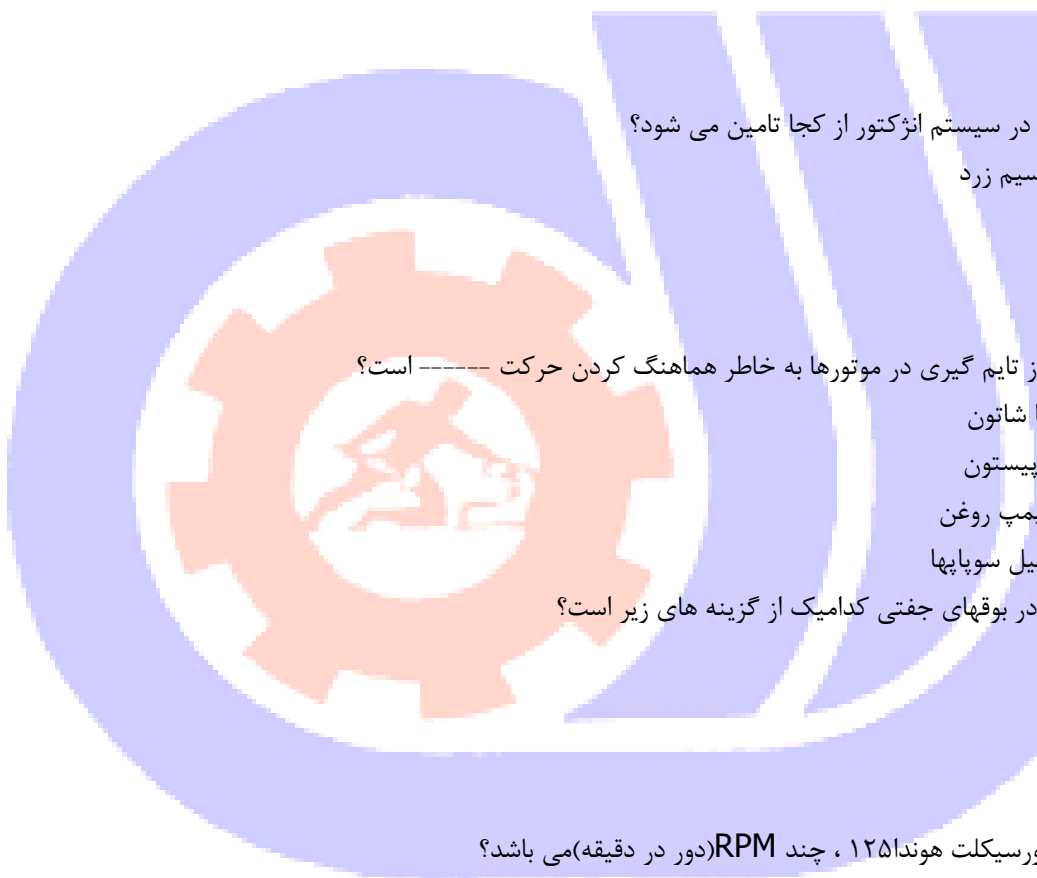 در سیستم انژکتور از کجا تامین می شود؟
سیم زرد
ز تایم گیری در موتورها به خاطر هماهنگ کردن حرکت ------ است؟
ا شاتون
پیستون
پمپ روغن
یل سوپاپها
در بوقهای جفتی کدامیک از گزینه های زیر است؟
ورسیکلت هوندا۱۲۵ ، چند RPM(دور در دقیقه)می باشد؟